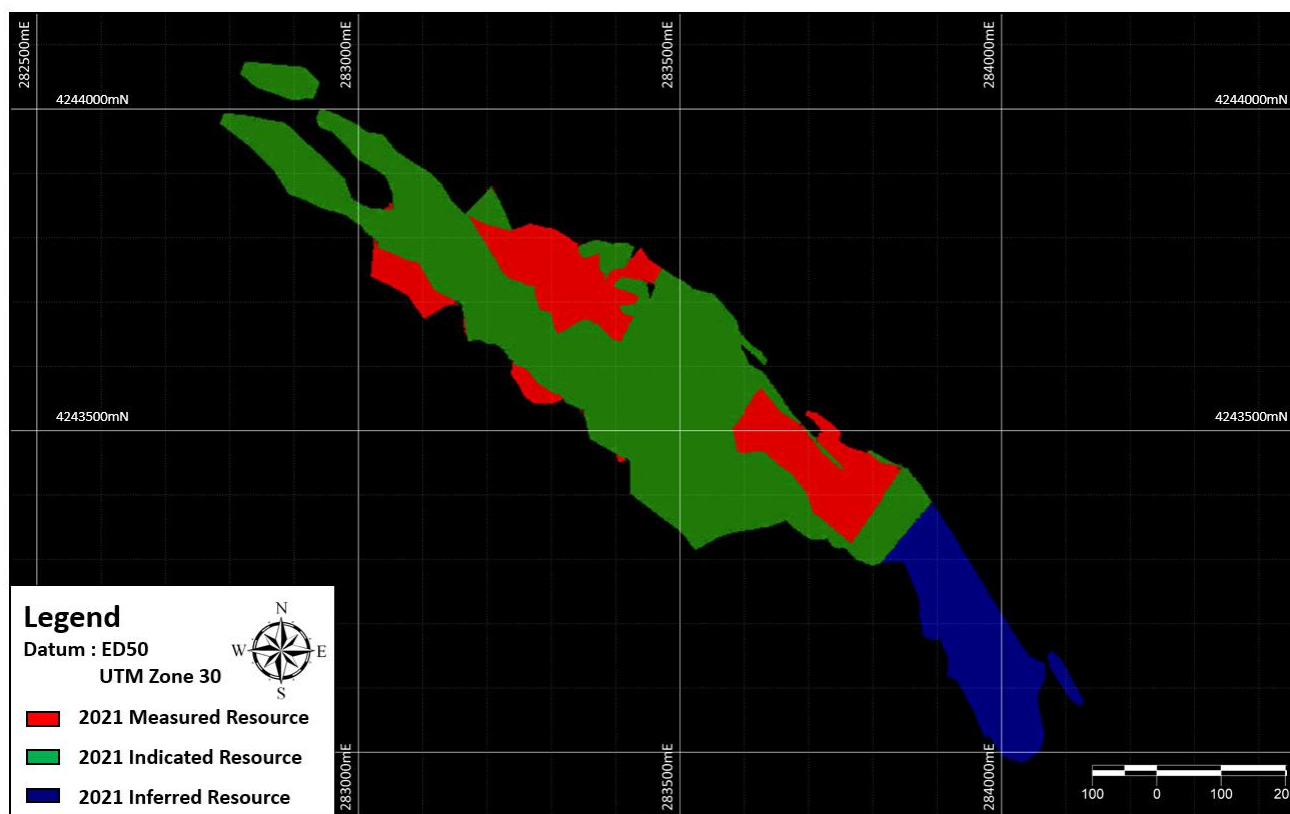 282500mE
283000mE
283500mE
284000mE
4244000mN
4244000mN
4243500mN
4243500mN
Legend
Datum : ED50
UTM Zone 30
N
W
E
S
2021 Measured Resource
2021 Indicated Resource
2021 Inferred Resource
283000mE
283500mE
284000mE
100 0 100 20